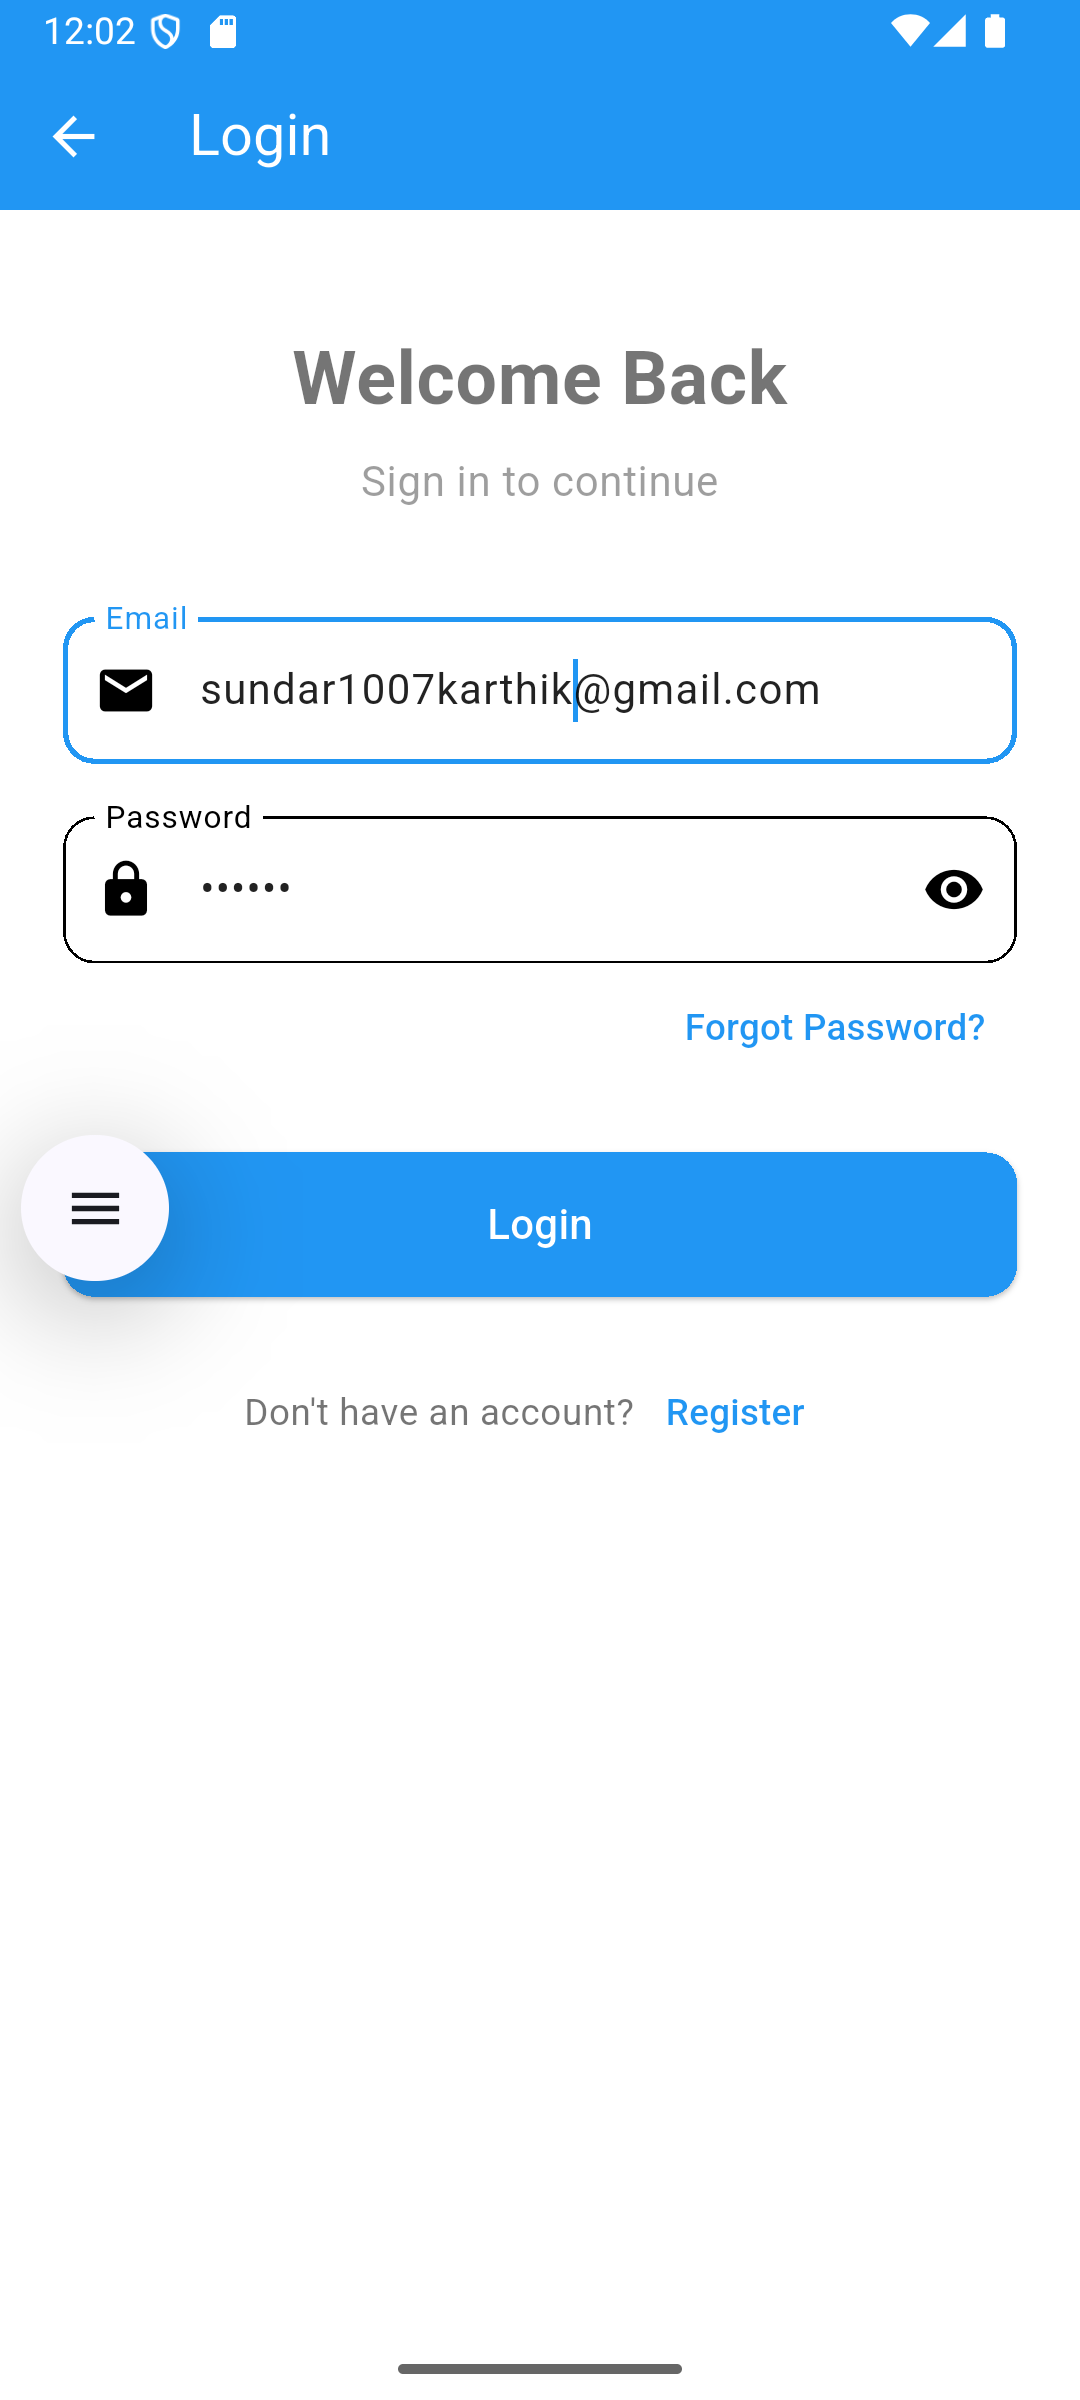 12:02
Login
Welcome Back
Sign in to continue
Email
sundar1007karthik@gmail.com
Password
••••••
Forgot Password?
Login
Don't have an account? Register